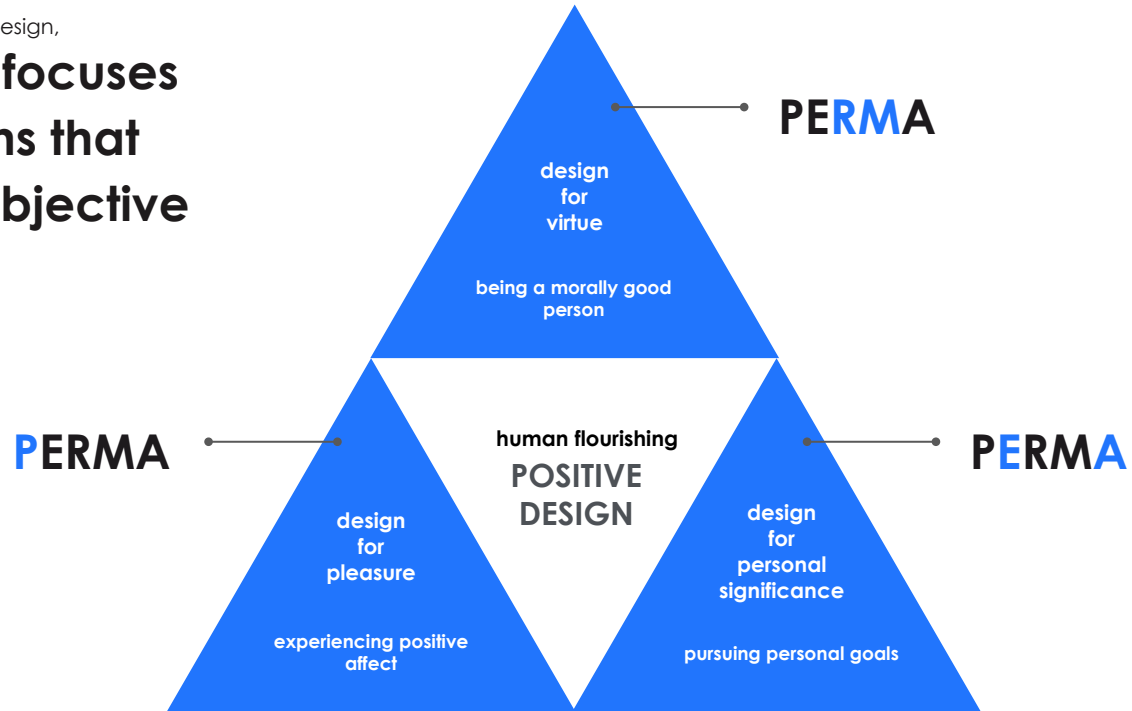 esign,
focuses
ns that
bjective
PERMA
design
for
virtue
being a morally good
person
PERMA
human flourishing
POSITIVE
DESIGN
PERMA
design
for
pleasure
experiencing positive
affect
design
for
personal
significance
pursuing personal goals